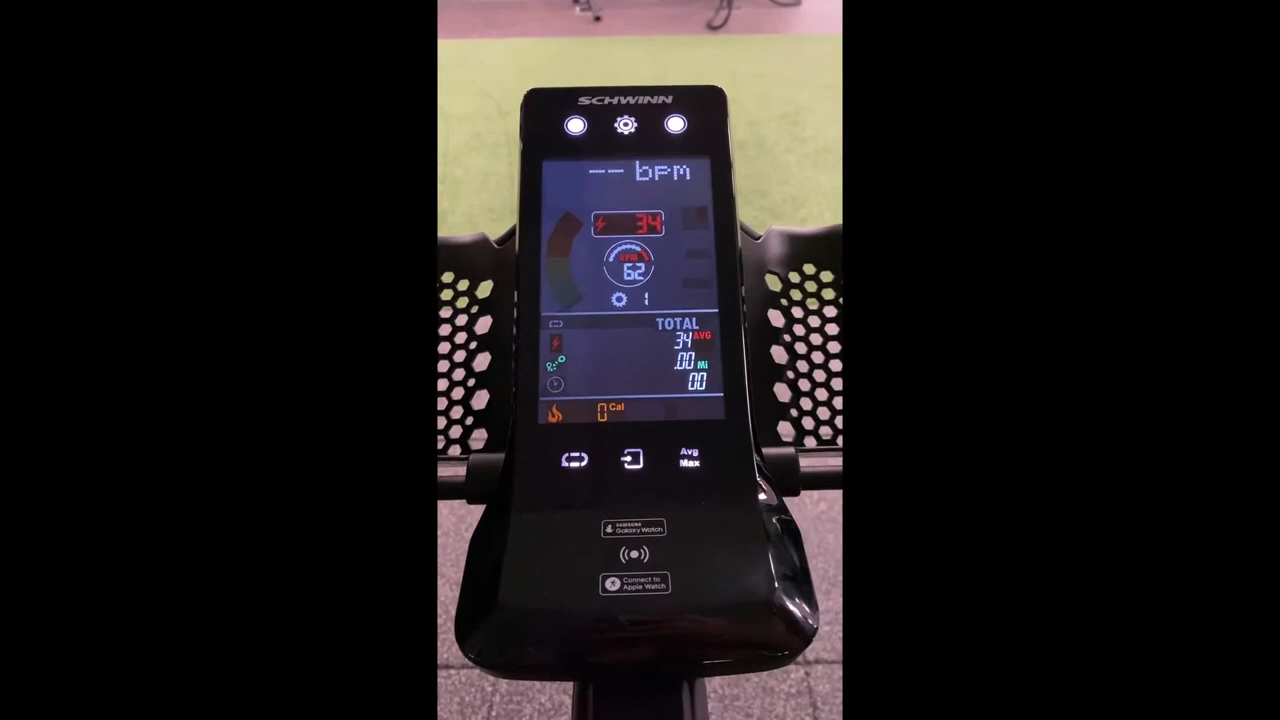 SCHWINN
---- bpm
34
RPM
62
1
TOTAL
34 AVG
.00 Mi
00
0 Cal
Avg
Max
SAMSUNG
Galaxy Watch
Connect to
Apple Watch